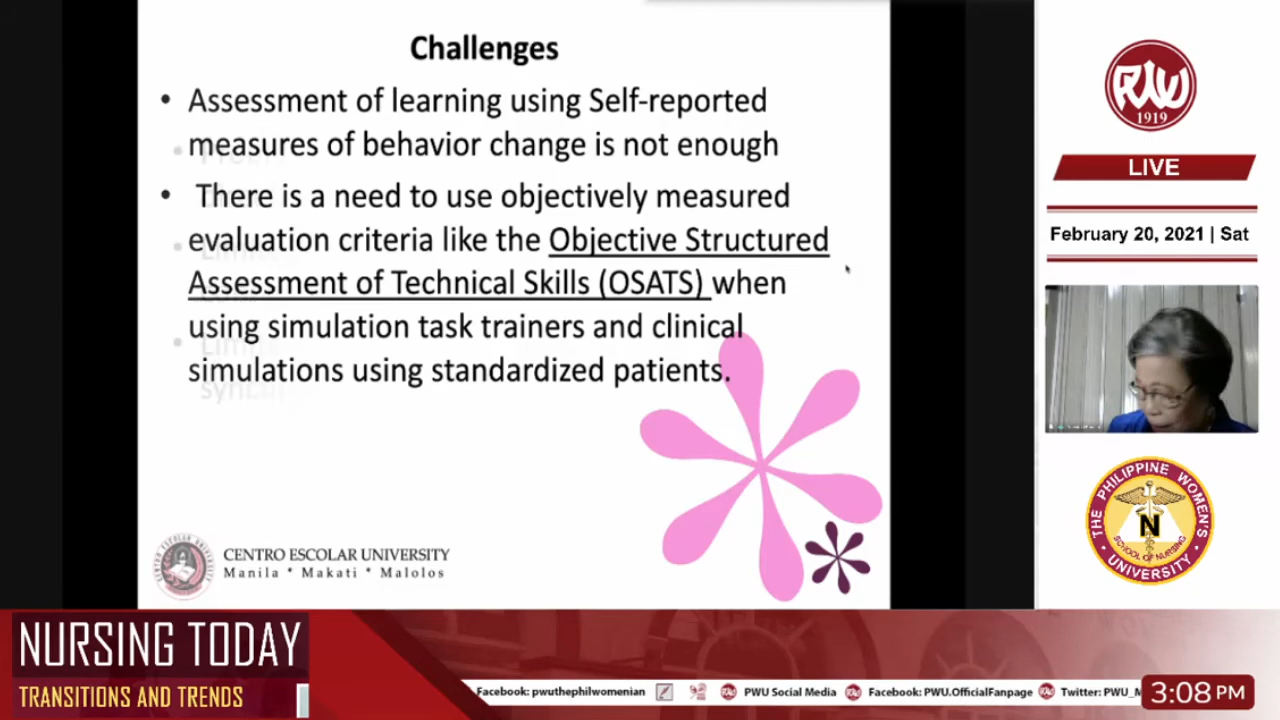 Challenges
• Assessment of learning using Self-reported
measures of behavior change is not enough
• There is a need to use objectively measured
evaluation criteria like the Objective Structured
Assessment of Technical Skills (OSATS) when
using simulation task trainers and clinical
simulations using standardized patients.
CENTRO ESCOLAR UNIVERSITY
Manila * Makati * Malolos
PWU
1919
LIVE
February 20, 2021 | Sat
THE PHILIPPINE WOMEN'S
UNIVERSITY
SCHOOL OF NURSING
N
NURSING TODAY
TRANSITIONS AND TRENDS
Facebook: pwuthephilwomenian PWU Social Media Facebook: PWU.OfficialFanpage Twitter: PWU_
3:08 PM